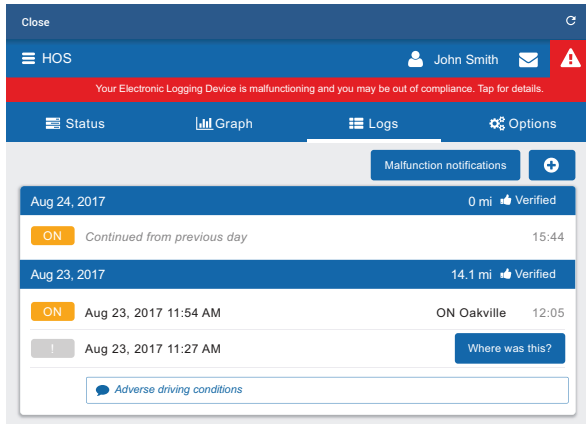 Close
HOS
John Smith
Your Electronic Logging Device is malfunctioning and you may be out of compliance. Tap for details.
Status Graph Logs Options
Malfunction notifications
Aug 24, 2017 0 mi Verified
ON Continued from previous day 15:44
Aug 23, 2017 14.1 mi Verified
ON Aug 23, 2017 11:54 AM ON Oakville 12:05
! Aug 23, 2017 11:27 AM Where was this?
Adverse driving conditions